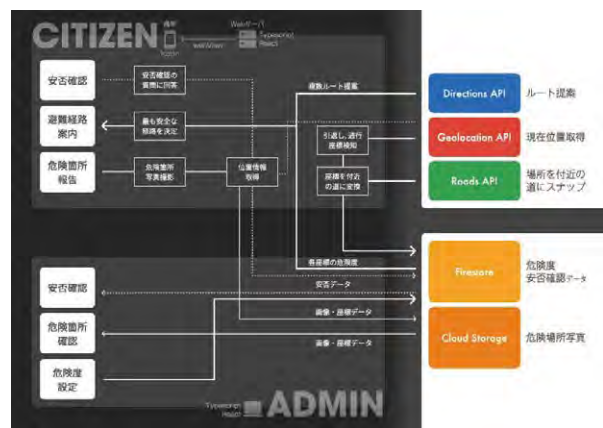 CITIZEN
Webサーバ
Typescript
React
安否確認
安否確認の
質問に回答
避難経路
案内
最も安全な
経路を決定
危険箇所
報告
危険箇所
写真撮影
位置情報
取得
複数ルート提案
引返し、進行
座標検知
座標を付近
の道に変換
Directions API
ルート提案
Geolocation API
現在位置取得
Roads API
場所を付近の
道にスナップ
各座標の危険度
安否データ
画像・座標データ
画像・座標データ
Firestore
危険度
安否確認データ
Cloud Storage
危険場所写真
安否確認
危険箇所
確認
危険度
設定
Typescript
React
ADMIN